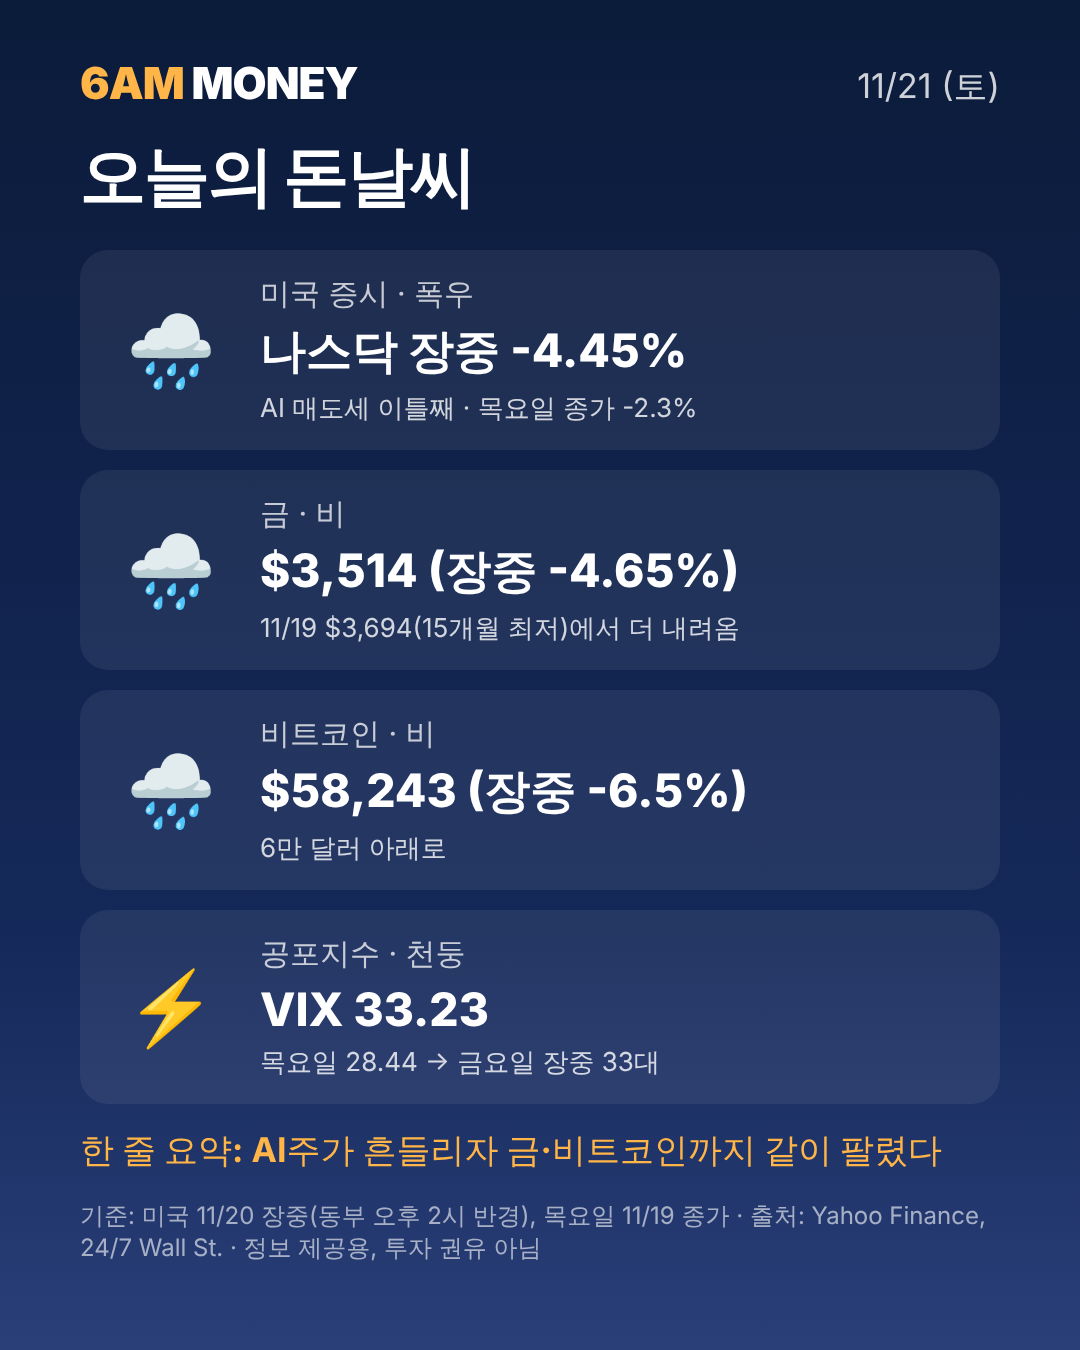 6AM MONEY
11/21 (토)
오늘의 돈날씨
미국 증시 · 폭우
나스닥 장중 -4.45%
AI 매도세 이틀째 · 목요일 종가 -2.3%
금 · 비
$3,514 (장중 -4.65%)
11/19 $3,694(15개월 최저)에서 더 내려옴
비트코인 · 비
$58,243 (장중 -6.5%)
6만 달러 아래로
공포지수 · 천둥
VIX 33.23
목요일 28.44 → 금요일 장중 33대
한 줄 요약: AI주가 흔들리자 금·비트코인까지 같이 팔렸다
기준: 미국 11/20 장중(동부 오후 2시 반경), 목요일 11/19 종가 · 출처: Yahoo Finance,
24/7 Wall St. · 정보 제공용, 투자 권유 아님